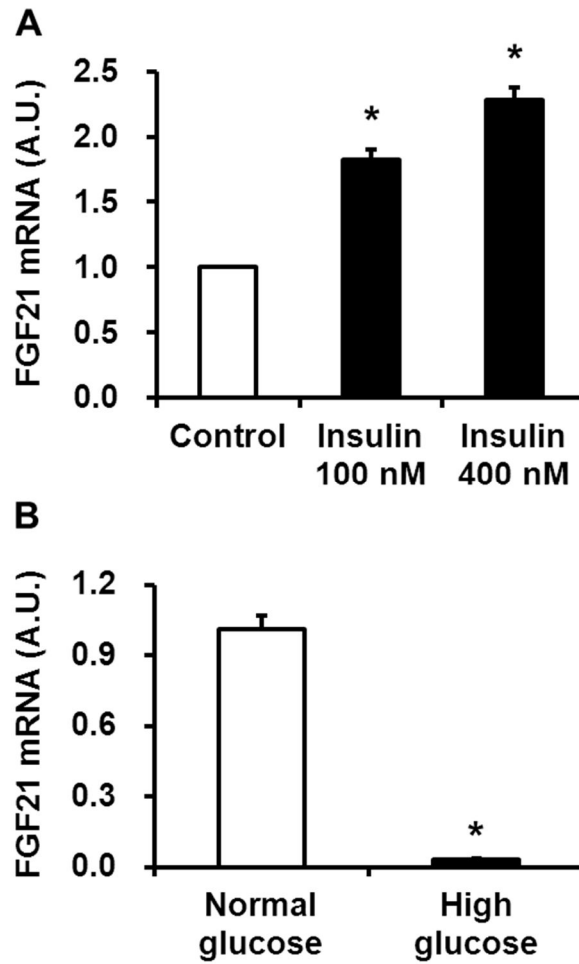 A
FGF21 mRNA (A.U.)
2.5
2.0
1.5
1.0
0.5
0.0
*
*
Control
Insulin
100 nM
Insulin
400 nM
B
FGF21 mRNA (A.U.)
1.2
0.9
0.6
0.3
0.0
*
Normal
glucose
High
glucose